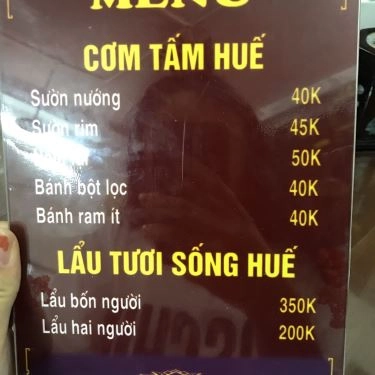 MENU
CƠM TẤM HUẾ
Sườn nướng 40K
Sườn rim 45K
50K
Bánh bột lọc 40K
Bánh ram ít 40K
LẨU TƯƠI SỐNG HUẾ
Lẩu bốn người 350K
Lẩu hai người 200K